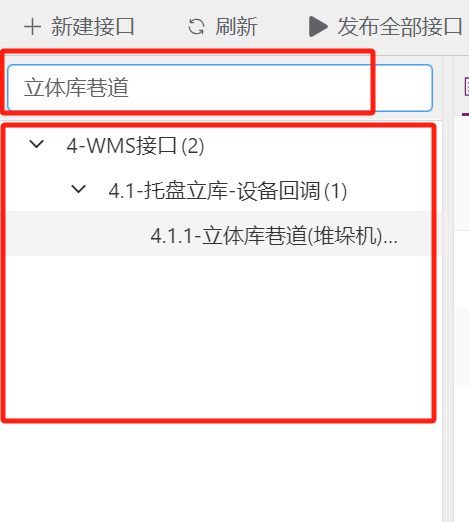 新建接口 刷新 发布全部接口
立体库巷道
4-WMS接口(2)
4.1-托盘立库-设备回调(1)
4.1.1-立体库巷道(堆垛机)...